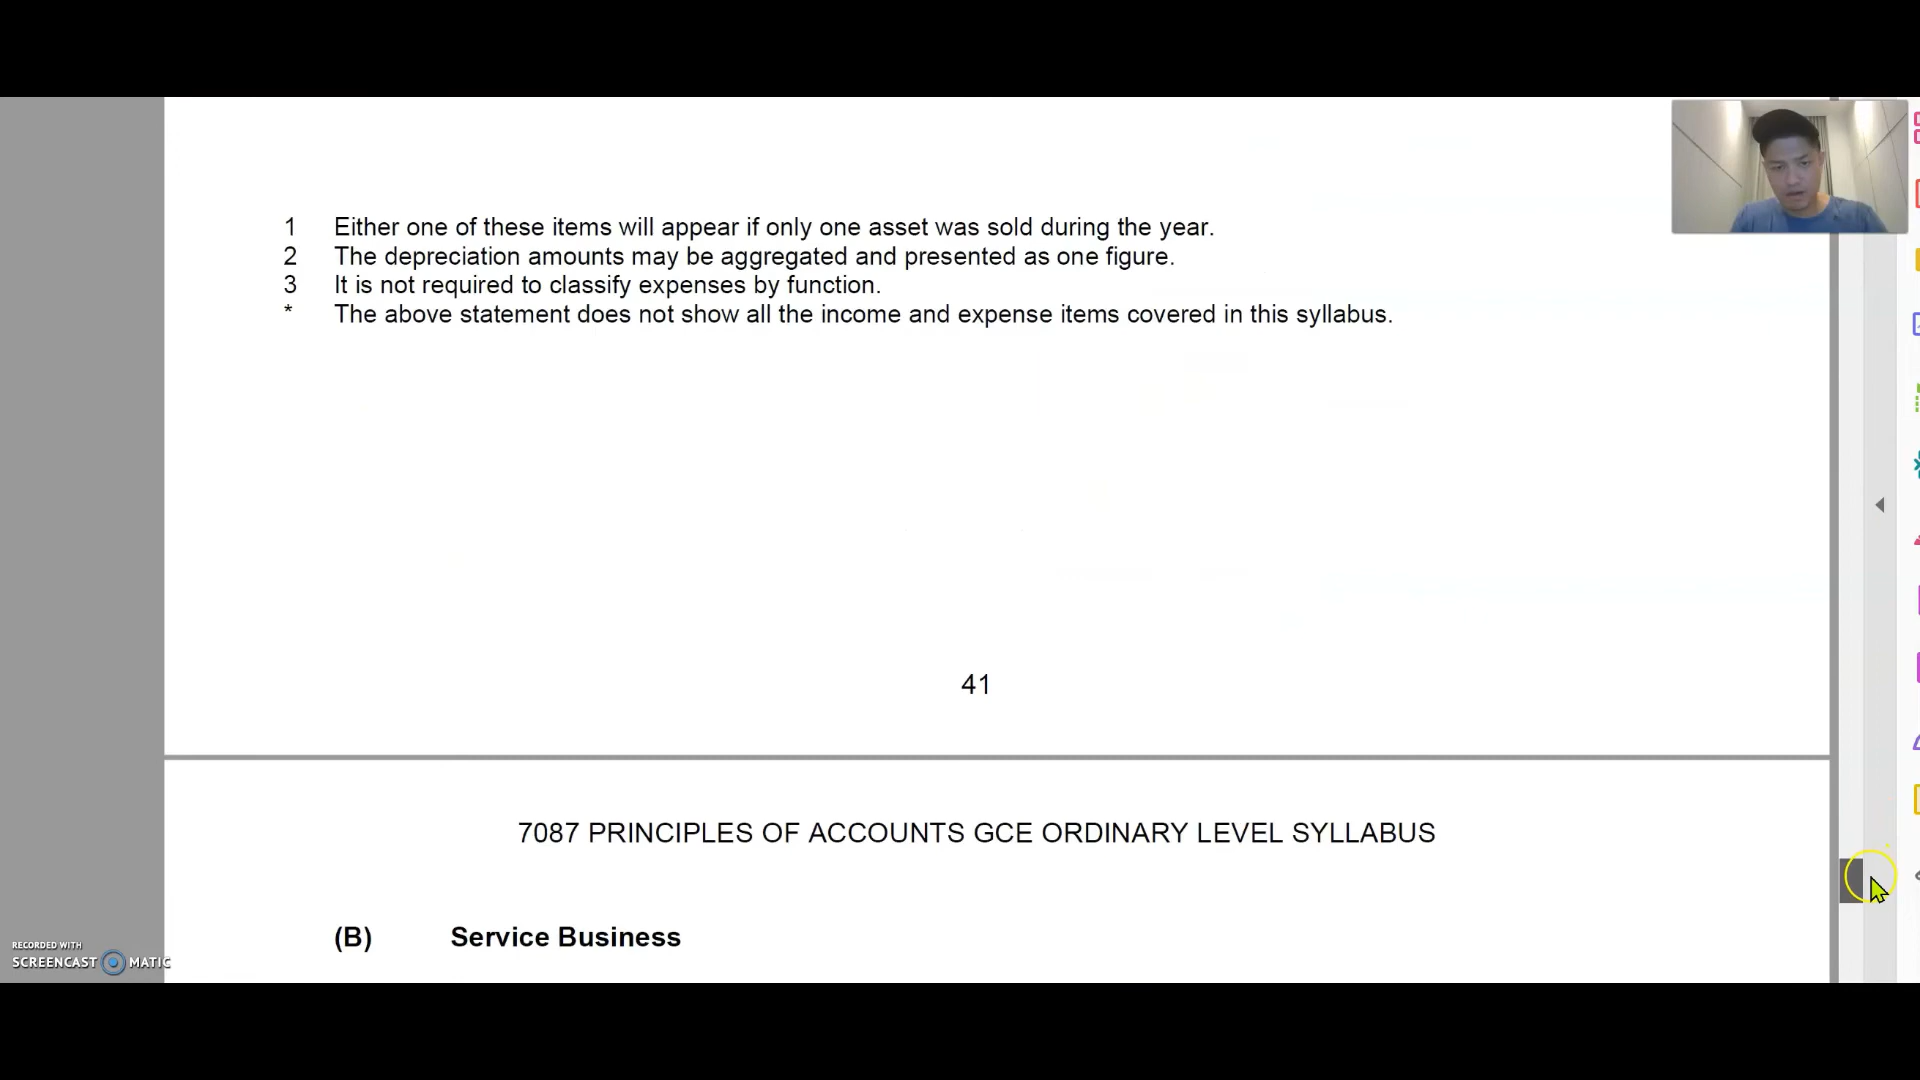 1 Either one of these items will appear if only one asset was sold during the year.
2 The depreciation amounts may be aggregated and presented as one figure.
3 It is not required to classify expenses by function.
* The above statement does not show all the income and expense items covered in this syllabus.
41
7087 PRINCIPLES OF ACCOUNTS GCE ORDINARY LEVEL SYLLABUS
(B) Service Business
RECORDED WITH
SCREENCAST MATIC